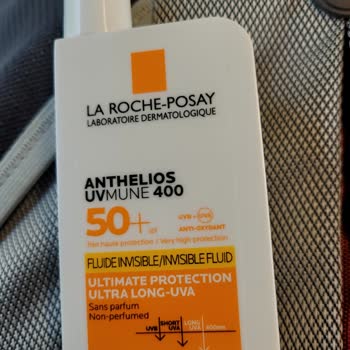 LA ROCHE-POSAY
LABORATOIRE DERMATOLOGIQUE
ANTHELIOS
UVMUNE 400
50+
UVB + UVA
ANTI-OXYDANT
Très haute protection / Very high protection
FLUIDE INVISIBLE/INVISIBLE FLUID
ULTIMATE PROTECTION
ULTRA LONG-UVA
Sans parfum
Non-perfumed
UVB
SHORT UVA
LONG UVA
400nm